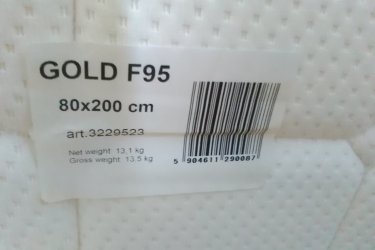 GOLD F95
80x200 cm
art.3229523
Net weight 13,1 kg
Gross weight 13,5 kg
5 904611 290087